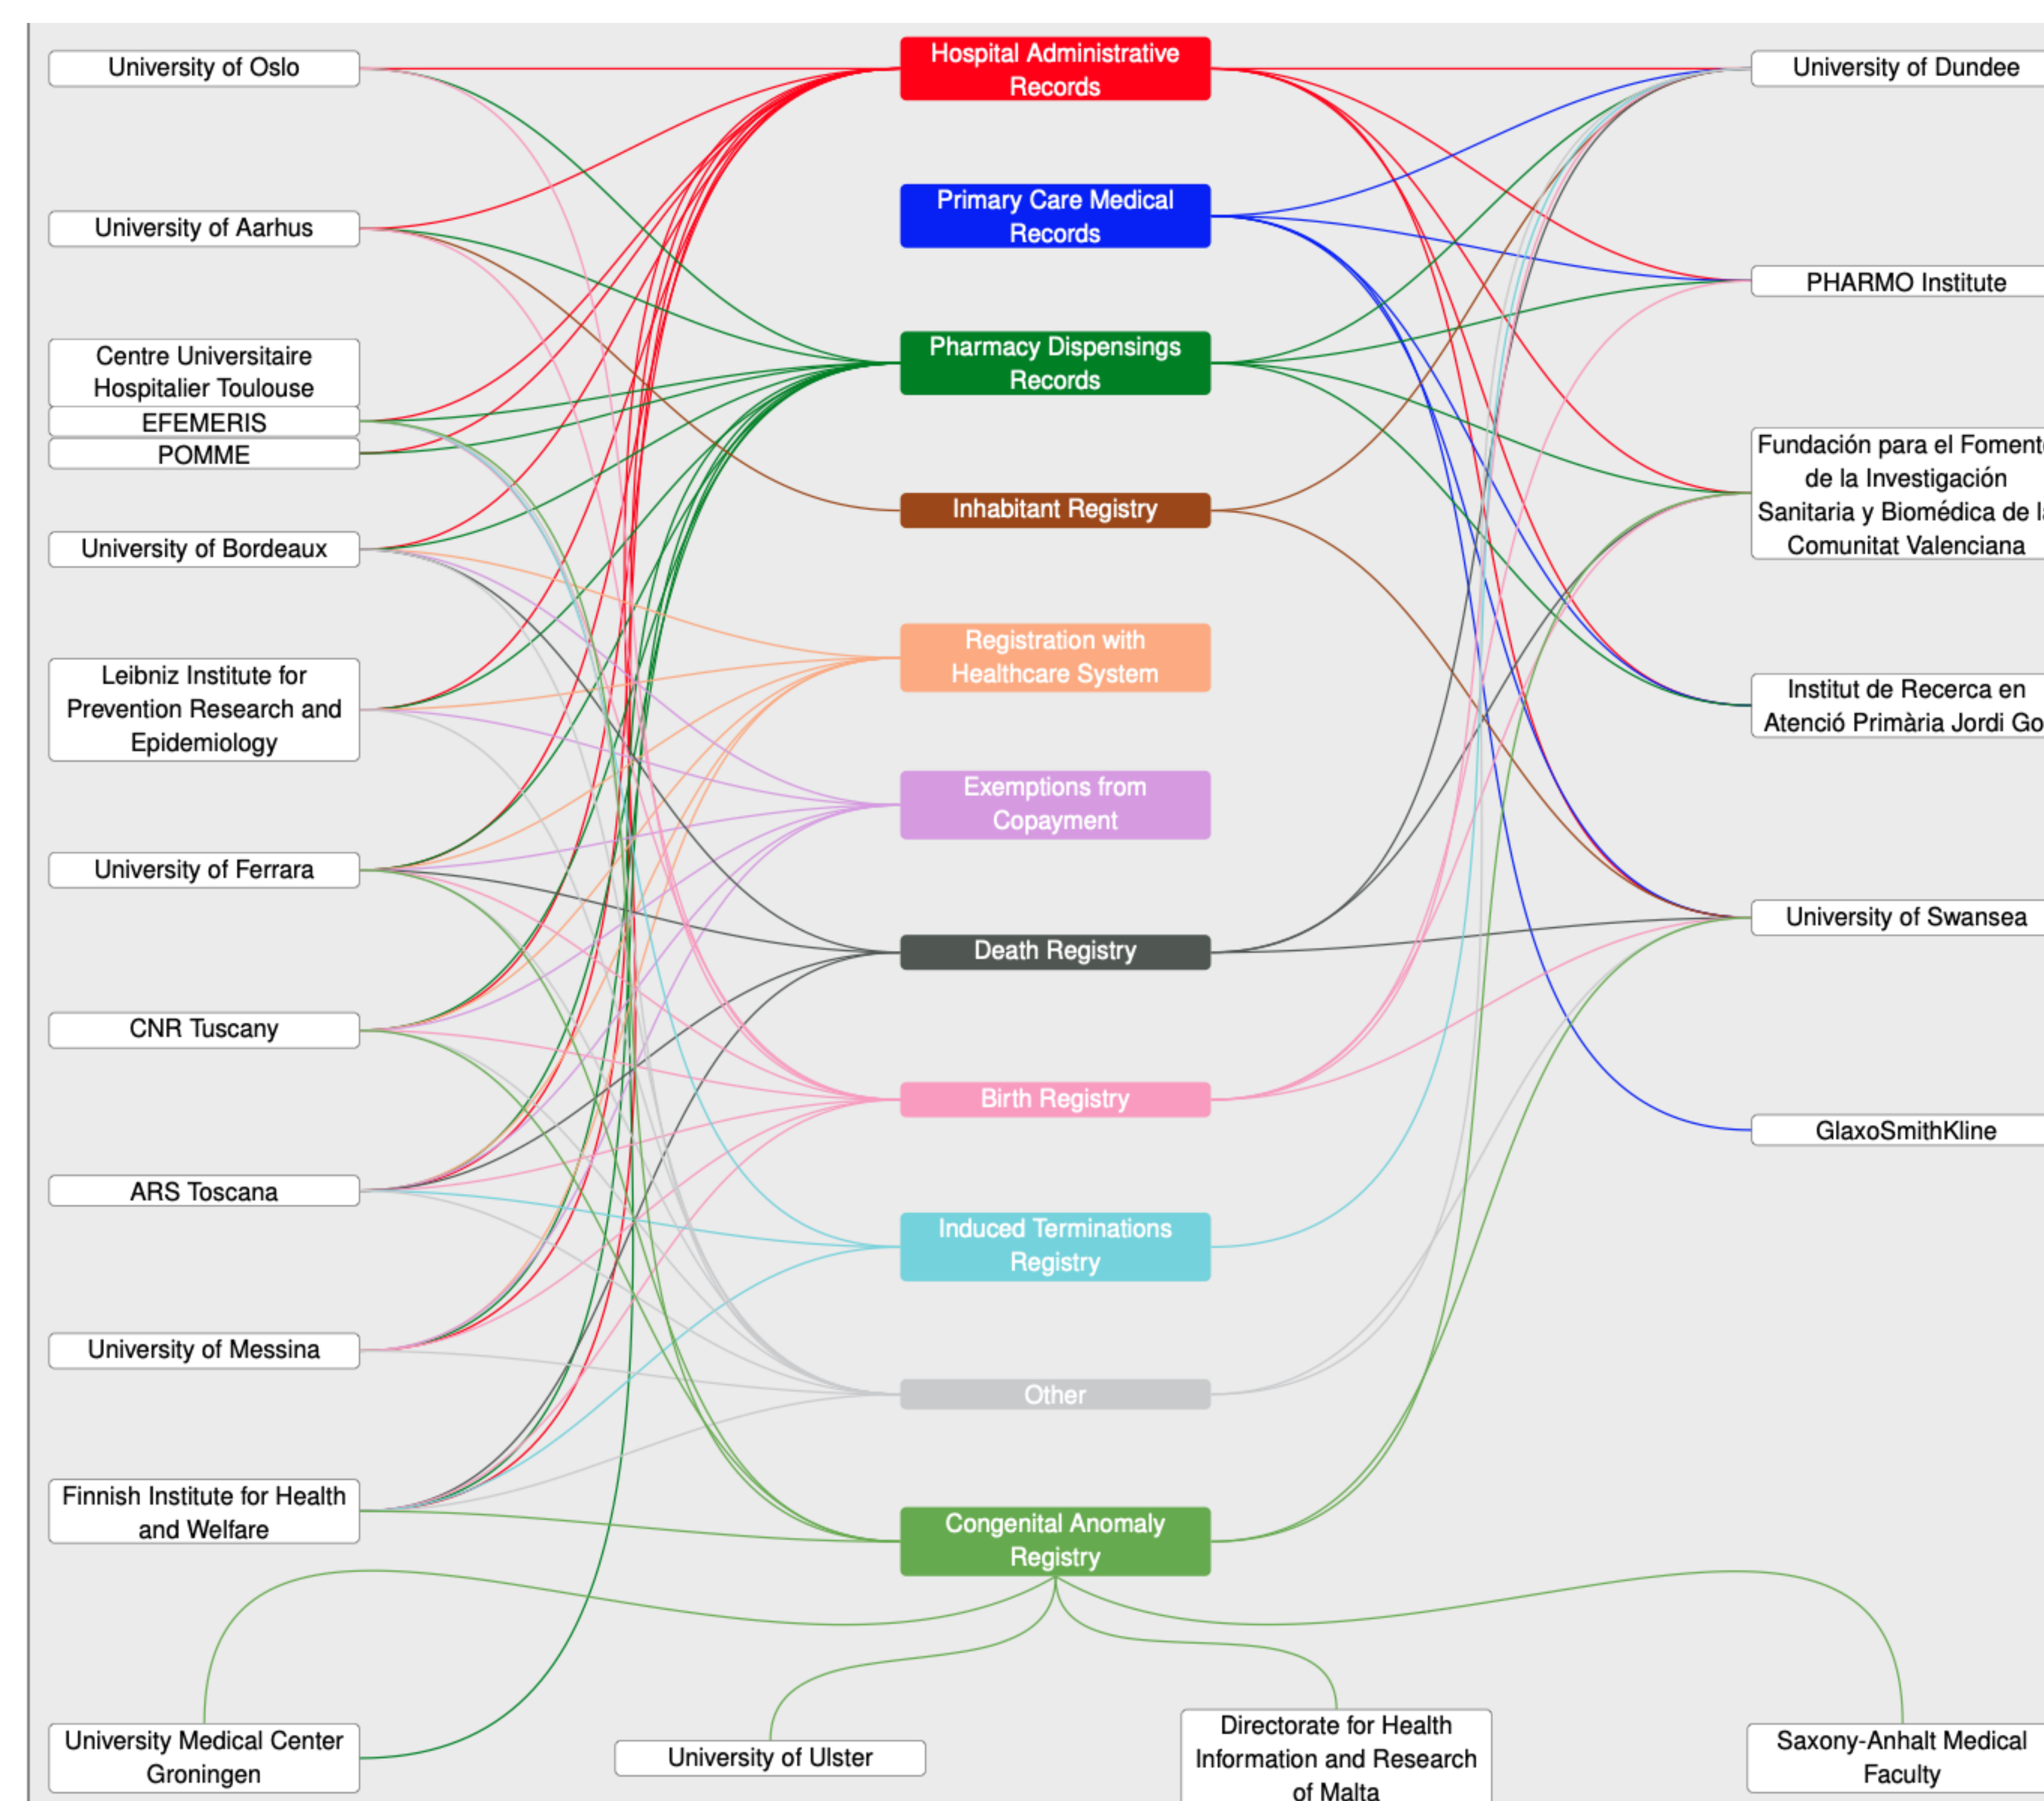 University of Oslo
University of Aarhus
Centre Universitaire
Hospitalier Toulouse
EFEMERIS
POMME
University of Bordeaux
Leibniz Institute for
Prevention Research and
Epidemiology
University of Ferrara
CNR Tuscany
ARS Toscana
University of Messina
Finnish Institute for Health
and Welfare
Hospital Administrative
Records
Primary Care Medical
Records
Pharmacy Dispensings
Records
Inhabitant Registry
Registration with
Healthcare System
Exemptions from
Copayment
Death Registry
Birth Registry
Induced Terminations
Registry
Other
Congenital Anomaly
Registry
University of Dundee
PHARMO Institute
Fundación para el Foment
de la Investigación
Sanitaria y Biomédica de l
Comunitat Valenciana
Institut de Recerca en
Atenció Primària Jordi Go
University of Swansea
GlaxoSmithKline
University Medical Center
Groningen
University of Ulster
Directorate for Health
Information and Research
of Malta
Saxony-Anhalt Medical
Faculty